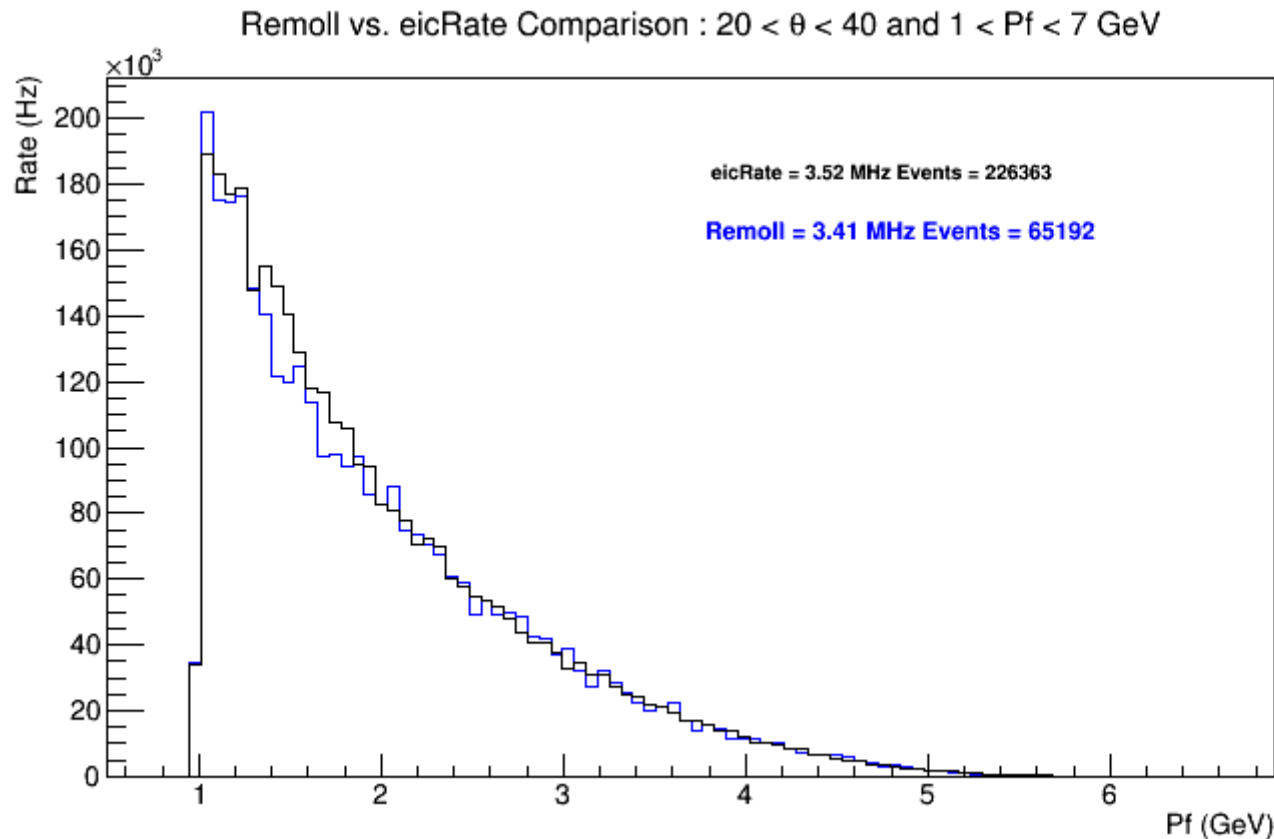 Remoll vs. eicRate Comparison : 20 < θ < 40 and 1 < Pf < 7 GeV
×10³
Rate (Hz)
200
180
160
140
120
100
80
60
40
20
0
eicRate = 3.52 MHz Events = 226363
Remoll = 3.41 MHz Events = 65192
1 2 3 4 5 6
Pf (GeV)